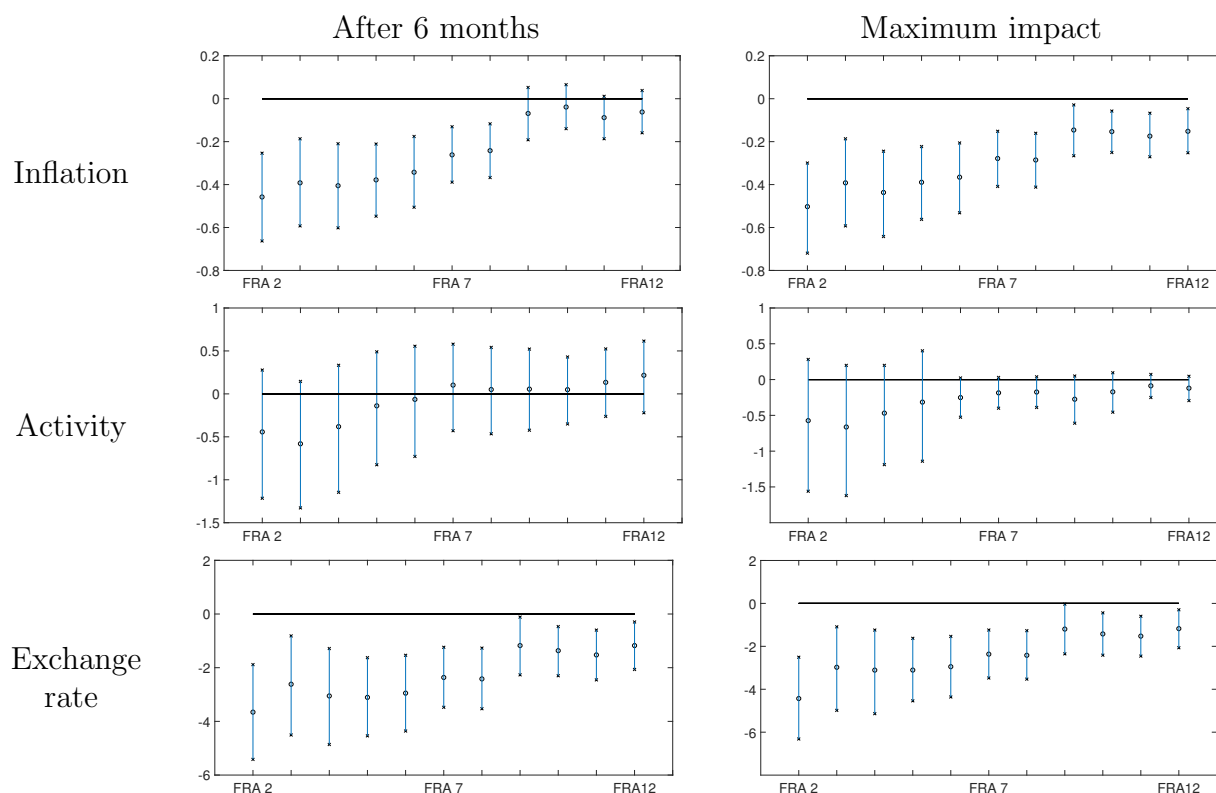 After 6 months
Maximum impact
Inflation
0.2
0
-0.2
-0.4
-0.6
-0.8
FRA 2
FRA 7
FRA12
0.2
0
-0.2
-0.4
-0.6
-0.8
FRA 2
FRA 7
FRA12
Activity
1
0.5
0
-0.5
-1
-1.5
FRA 2
FRA 7
FRA12
1
0.5
0
-0.5
-1
-1.5
FRA 2
FRA 7
FRA12
Exchange
rate
2
0
-2
-4
-6
FRA 2
FRA 7
FRA12
2
0
-2
-4
-6
FRA 2
FRA 7
FRA12